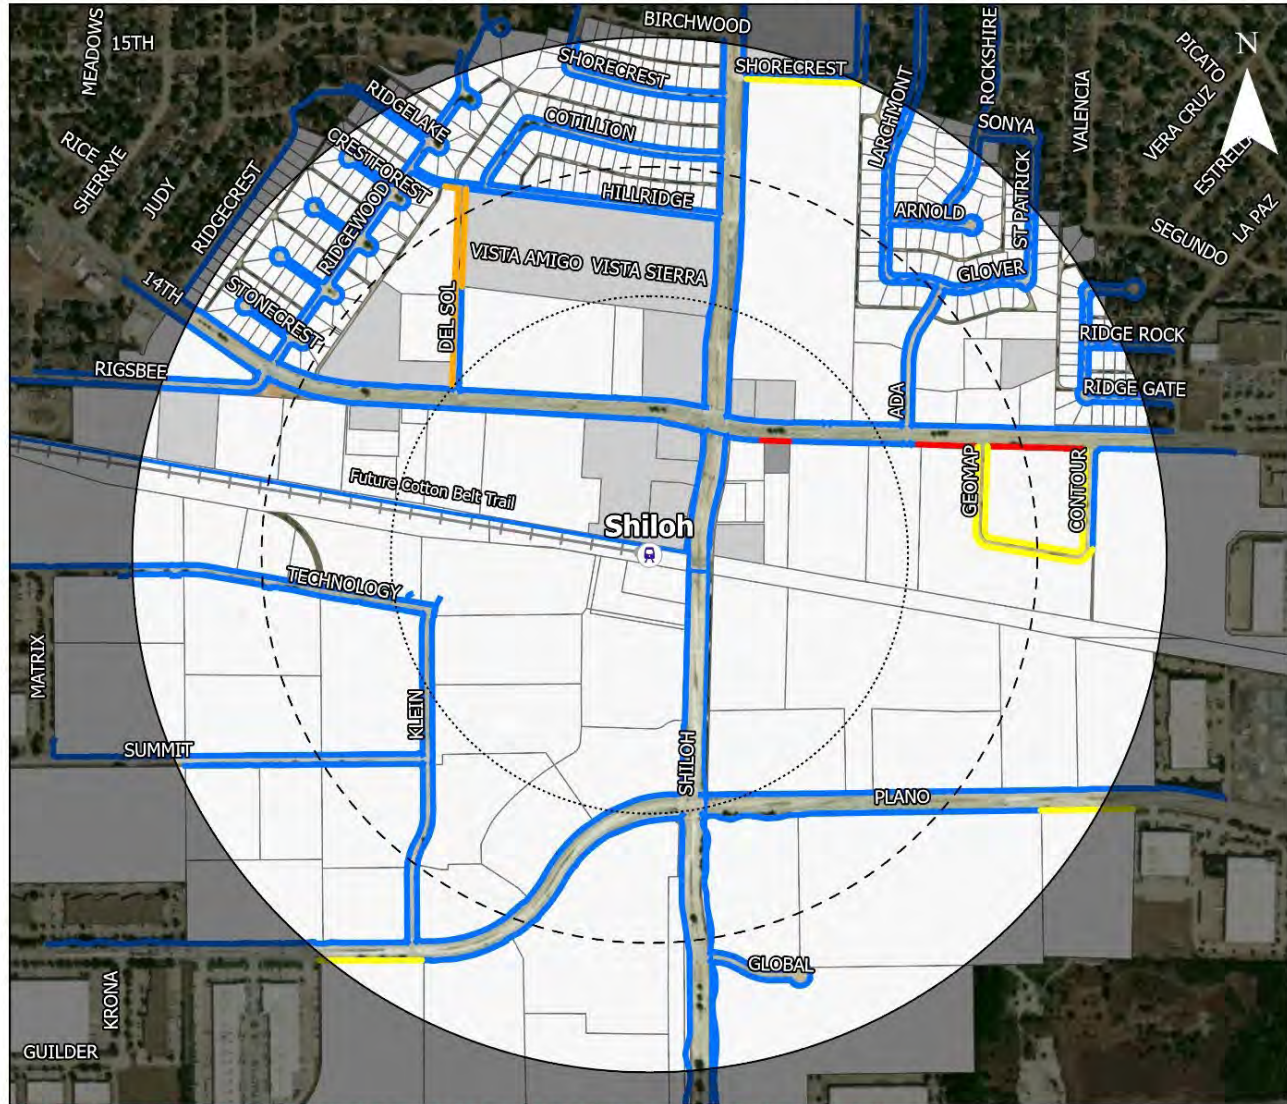 BIRCHWOOD
MEADOWS
15TH
ROCKSHIRE
PICATO
N
SHORECREST
SHORECREST
VALENCIA
VERA CRUZ
RIDGELAKE
COTILLION
LARCHMONT
SONYA
ESTRELLA
RICE
SHERRYE
JUDY
CRESTFOREST
RIDGECREST
RIDGEWOOD
HILLRIDGE
ARNOLD
ST PATRICK
SEGUNDO
LA PAZ
VISTA AMIGO
VISTA SIERRA
GLOVER
14TH
STONECREST
DEL SOL
RIDGE ROCK
RIGSBEE
ADA
RIDGE GATE
Future Cotton Belt Trail
GEOMAP
CONTOUR
Shiloh
TECHNOLOGY
MATRIX
KLEIN
SUMMIT
SHILOH
PLANO
GLOBAL
KRONA
GUILDER